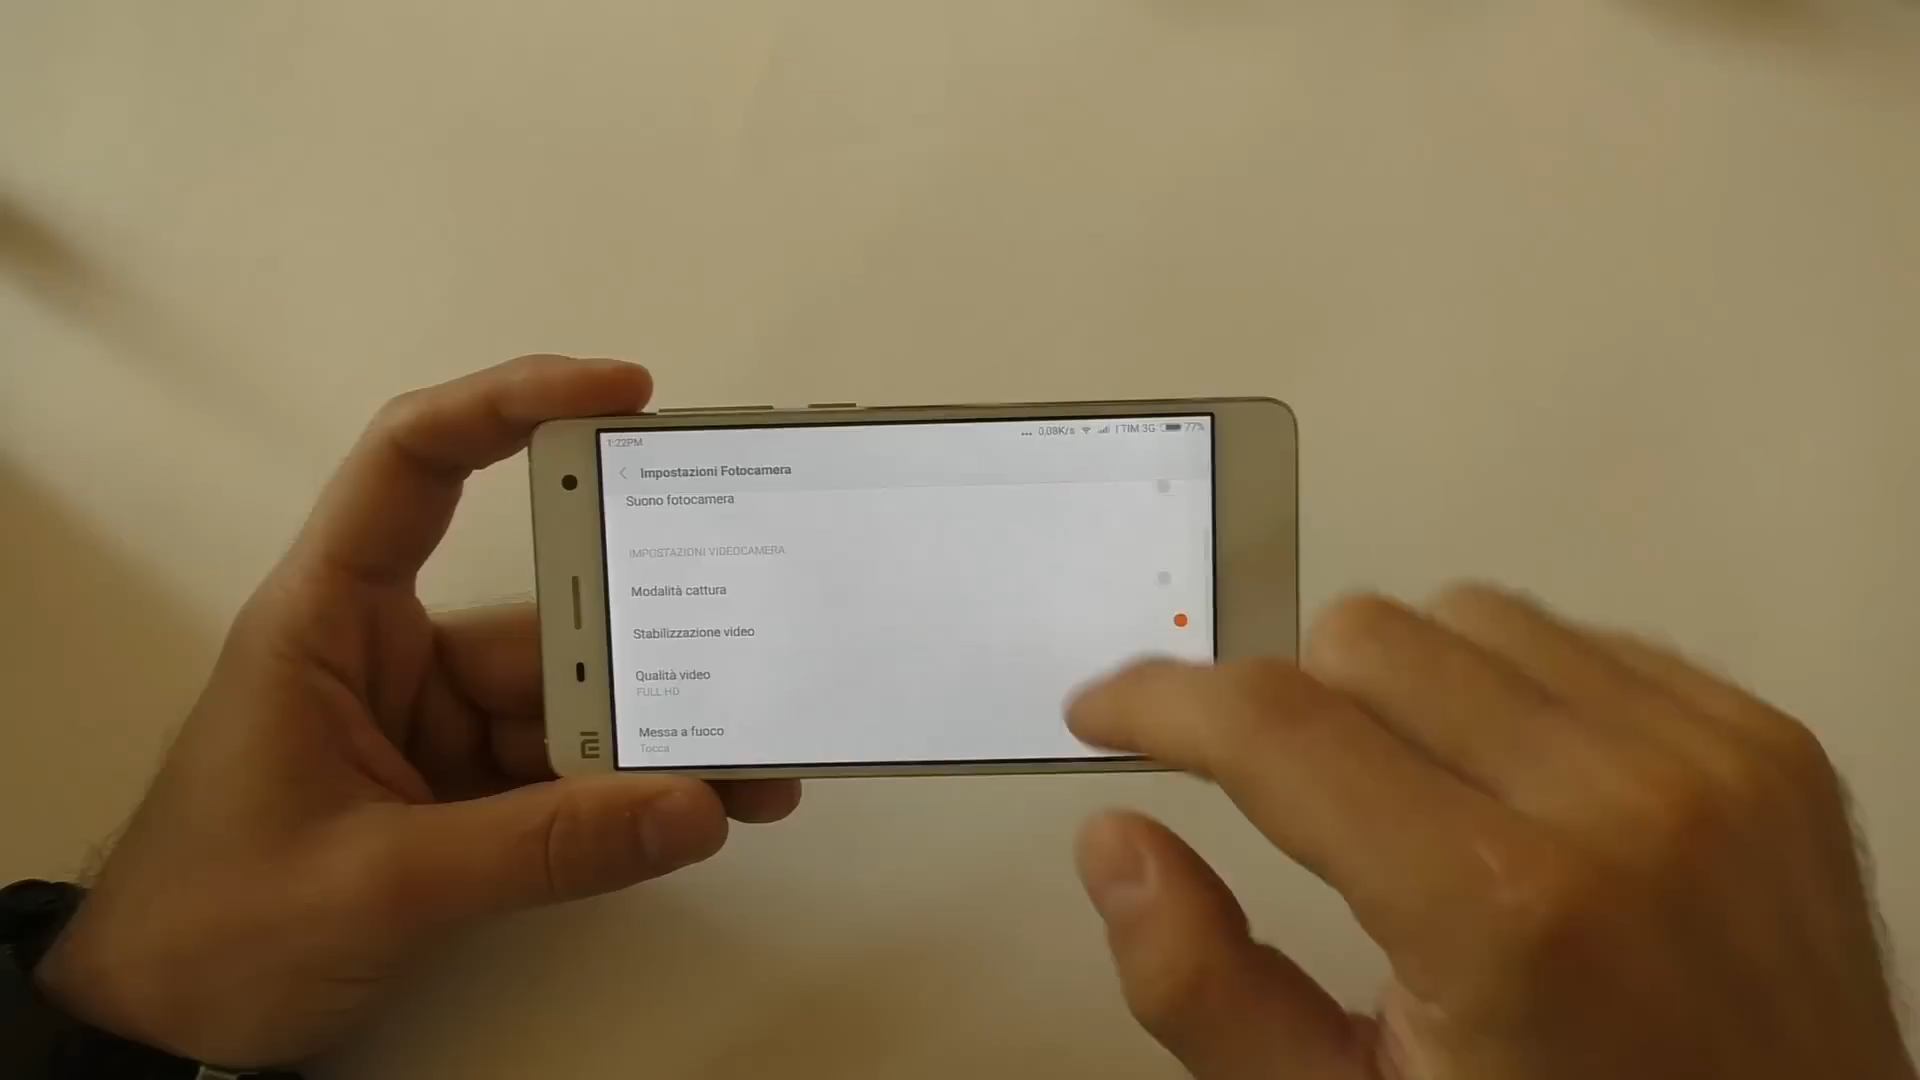 1:22PM
... 0,08K/s TIM 3G 77%
Impostazioni Fotocamera
Suono fotocamera
IMPOSTAZIONI VIDEOCAMERA
Modalità cattura
Stabilizzazione video
Qualità video
FULL HD
Messa a fuoco
Tocca
mi